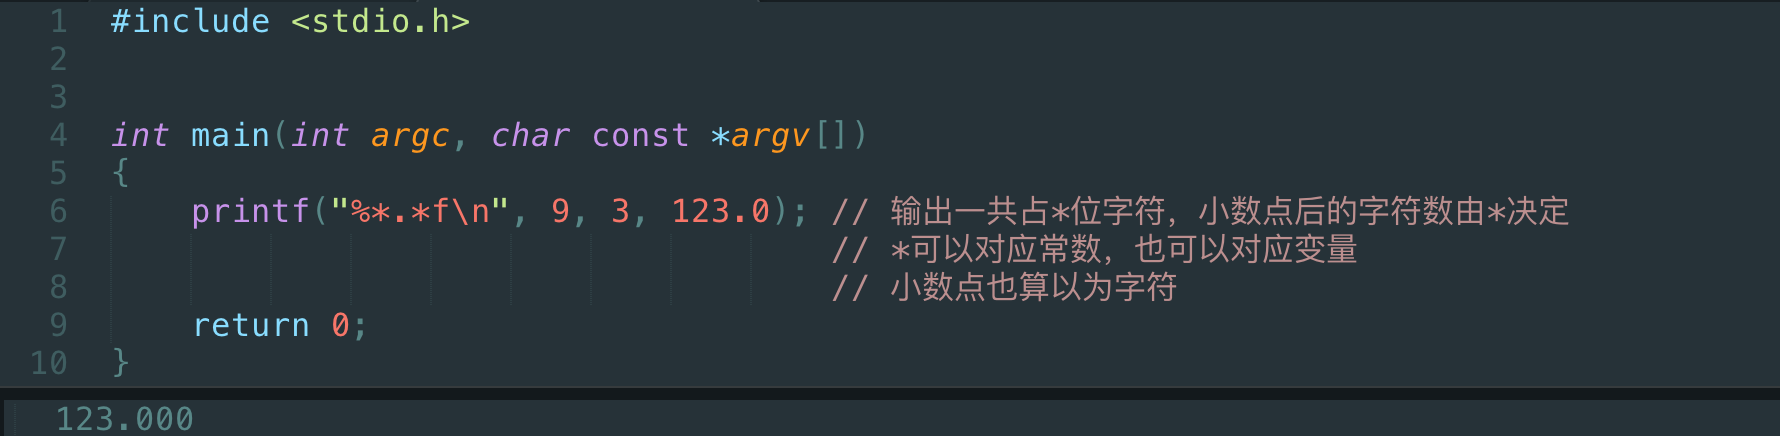 1 #include <stdio.h>
2
3
4 int main(int argc, char const *argv[])
5 {
6     printf("%*.*f\n", 9, 3, 123.0); // 输出一共占*位字符，小数点后的字符数由*决定
7                                     // *可以对应常数，也可以对应变量
8                                     // 小数点也算以为字符
9     return 0;
10 }
  123.000